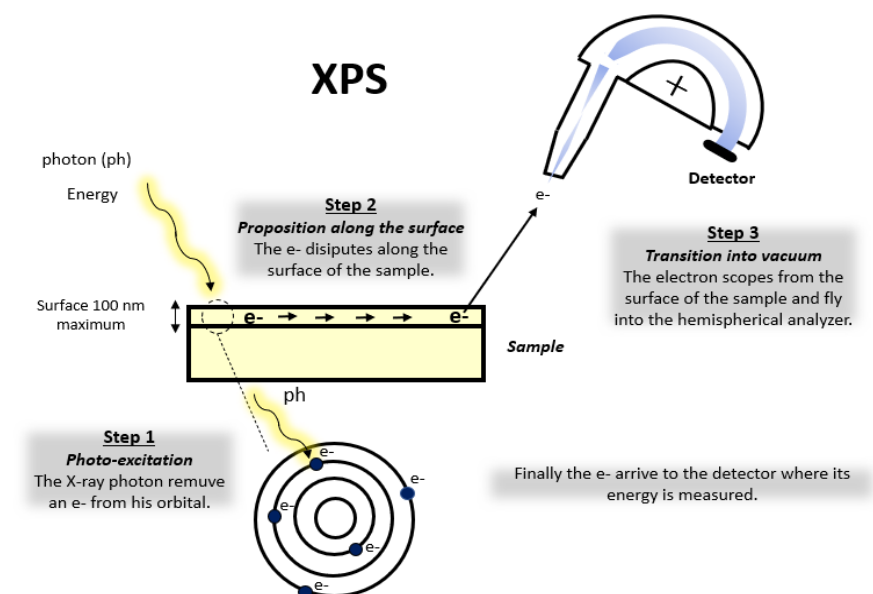 XPS
photon (ph)
Energy
Step 2
Proposition along the surface
The e- disiputes along the
surface of the sample.
e-
Detector
Step 3
Transition into vacuum
The electron scopes from the
surface of the sample and fly
into the hemispherical analyzer.
Surface 100 nm
maximum
e-
e-
Sample
ph
Step 1
Photo-excitation
The X-ray photon remuve
an e- from his orbital.
e-
e-
e-
e-
e-
Finally the e- arrive to the detector where its
energy is measured.